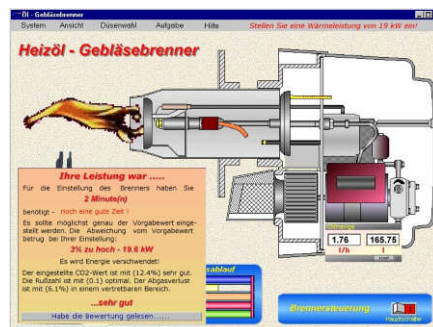 Öl - Gebläsebrenner
System Ansicht Düsenwahl Aufgabe Hilfe Stellen Sie eine Wärmeleistung von 19 kW ein!
Heizöl - Gebläsebrenner
Ihre Leistung war .....
Für die Einstellung des Brenners haben Sie
2 Minute(n)
benötigt - noch eine gute Zeit !
Es sollte möglichst genau der Vorgabewert einge-
stellt werden. Die Abweichung vom Vorgabewert
betrug bei Ihrer Einstellung:
3% zu hoch - 19.6 kW
Es wird Energie verschwendet!
Der eingestellte CO2-Wert ist mit (12.4%) sehr gut.
Die Rußzahl ist mit (0.1) optimal. Der Abgasverlust
ist mit (6.1%) in einem vertretbaren Bereich.
...sehr gut
Habe die Bewertung gelesen......
sablauf
1.76 165.75
l/h l
Brennersteuerung
Hauptschalter